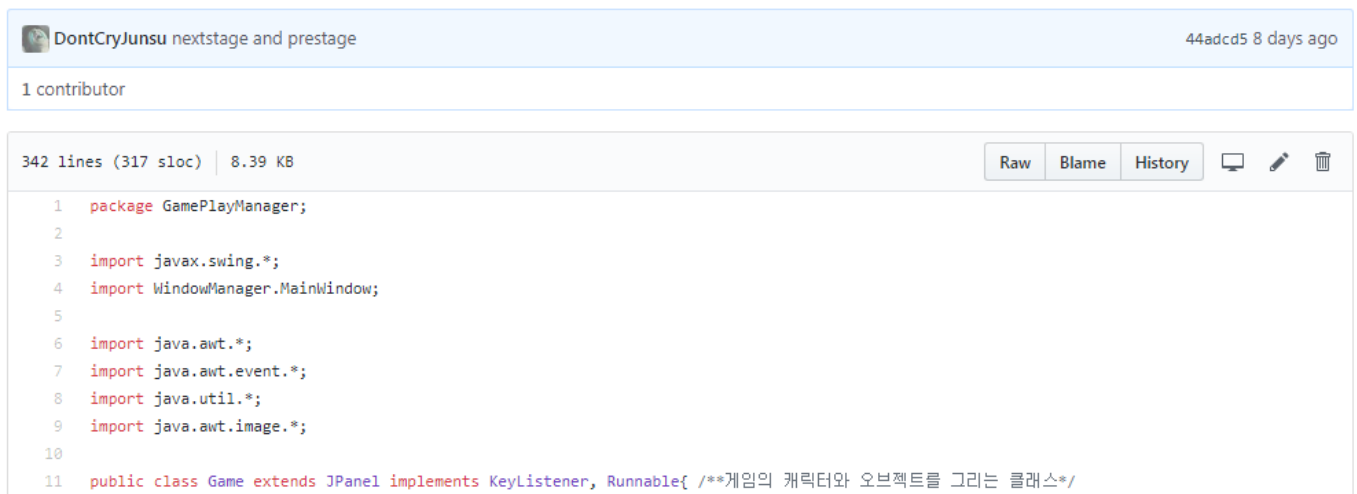 DontCryJunsu nextstage and prestage 44adcd5 8 days ago
1 contributor
342 lines (317 sloc) 8.39 KB Raw Blame History
1 package GamePlayManager;
2
3 import javax.swing.*;
4 import WindowManager.MainWindow;
5
6 import java.awt.*;
7 import java.awt.event.*;
8 import java.util.*;
9 import java.awt.image.*;
10
11 public class Game extends JPanel implements KeyListener, Runnable{ /**게임의 캐릭터와 오브젝트를 그리는 클래스*/